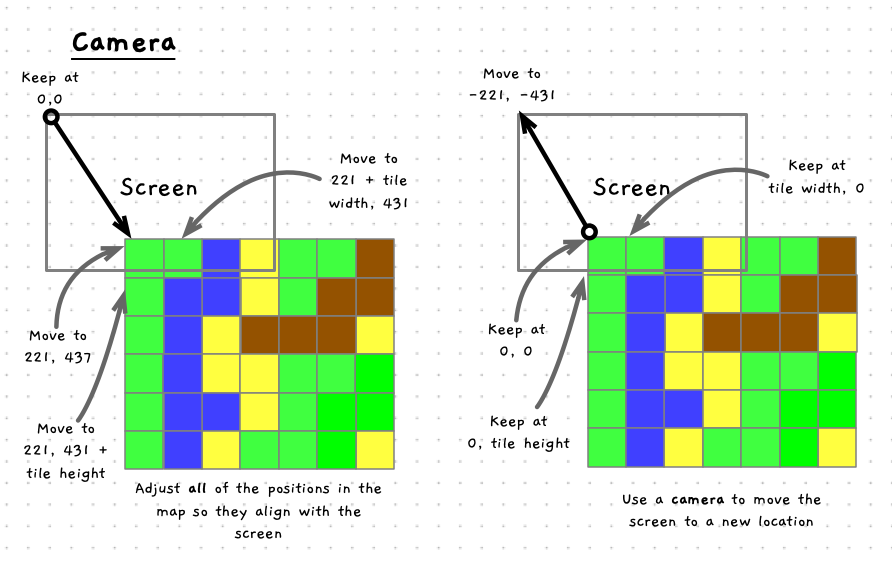 Camera
Keep at
0,0
Screen
Move to
221 + tile
width, 431
Move to
221, 437
Move to
221, 431 +
tile height
Adjust all of the positions in the
map so they align with the
screen
Move to
-221, -431
Screen
Keep at
tile width, 0
Keep at
0, 0
Keep at
0, tile height
Use a camera to move the
screen to a new location